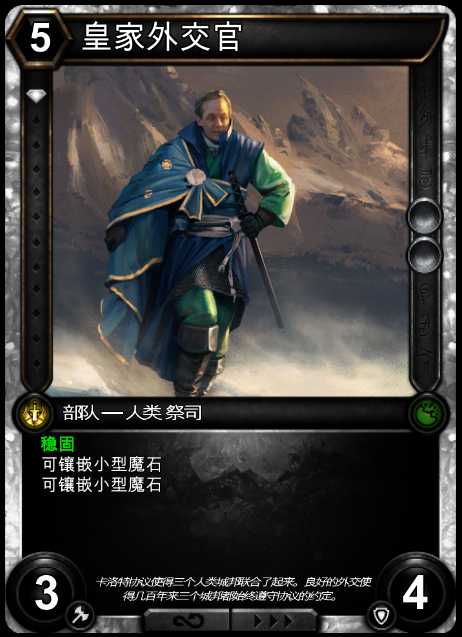 5 皇家外交官
部队 — 人类 祭司
稳固
可镶嵌小型魔石
可镶嵌小型魔石
卡洛特协议使得三个人类城邦联合了起来。良好的外交使
得几百年来三个城邦都始终遵守协议的约定。
3 4